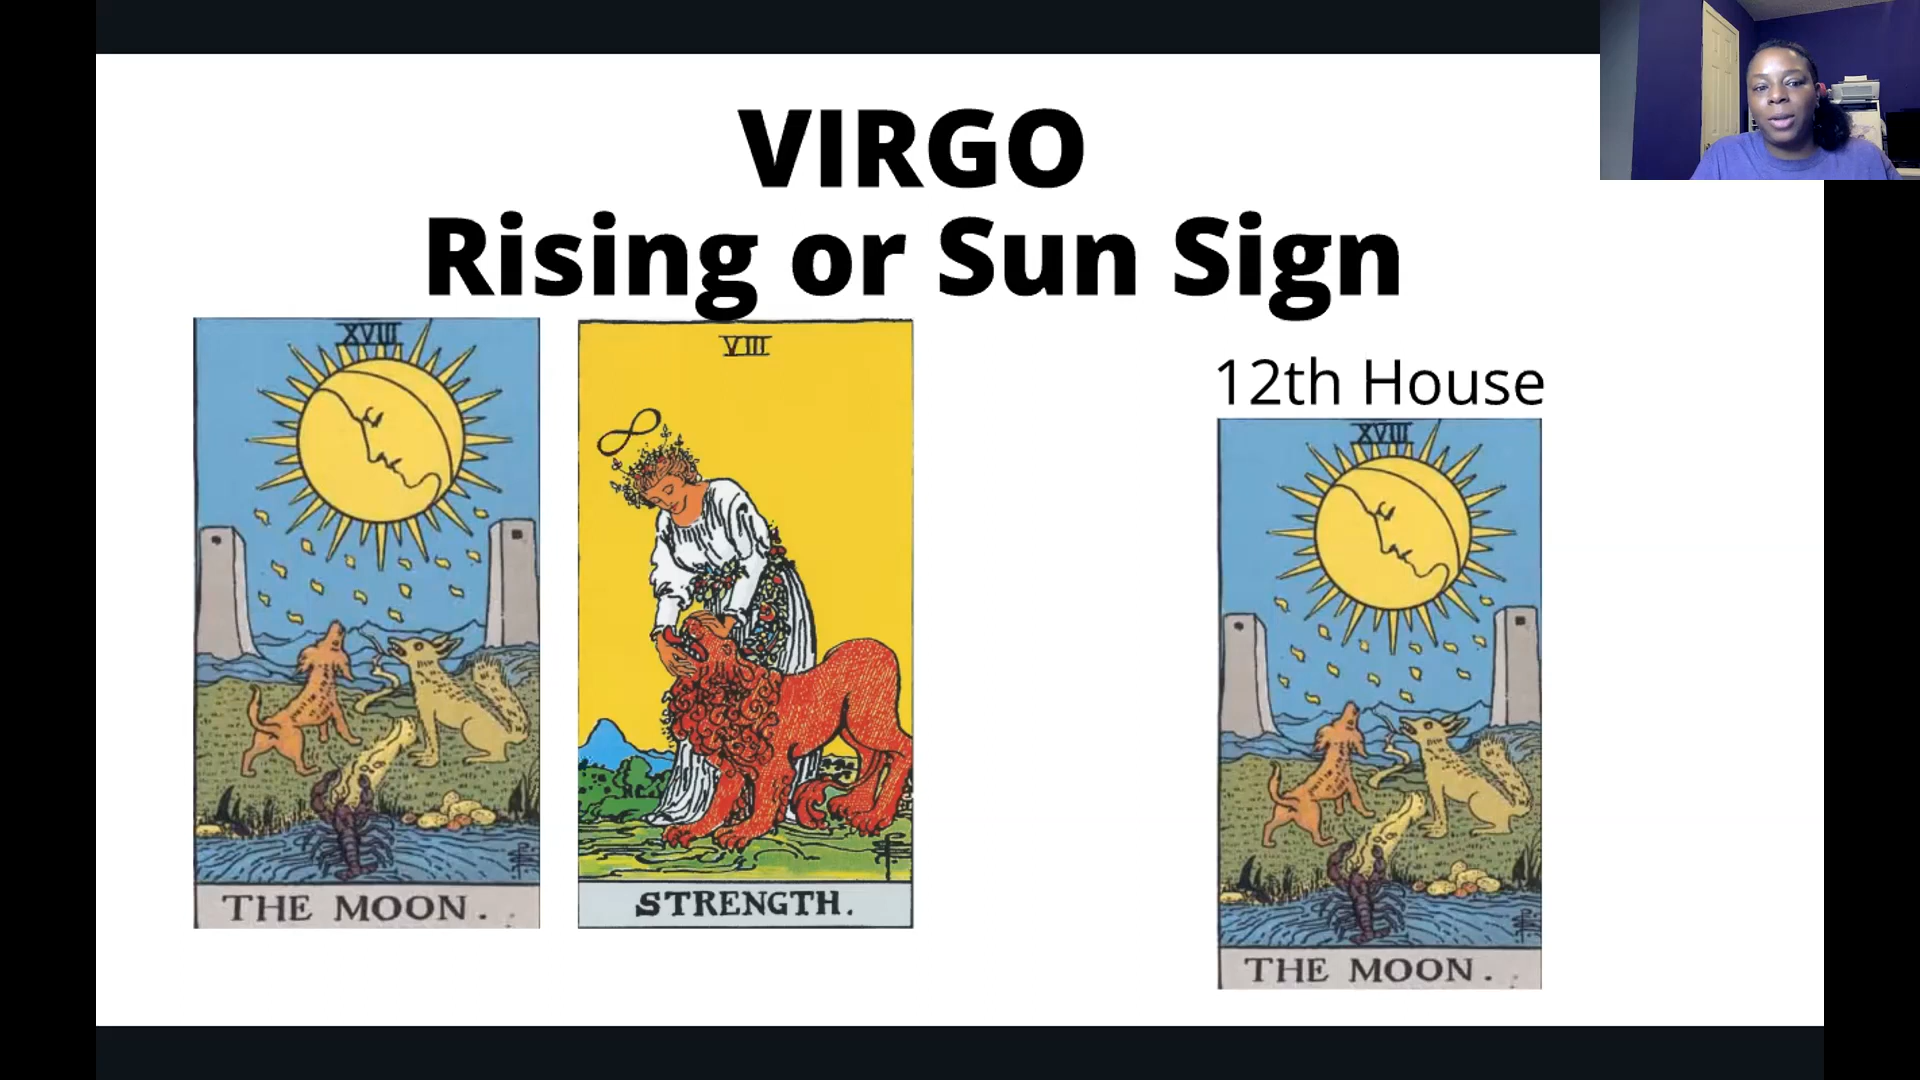 VIRGO
Rising or Sun Sign
XVIII
THE MOON.
VIII
STRENGTH.
12th House
XVIII
THE MOON.